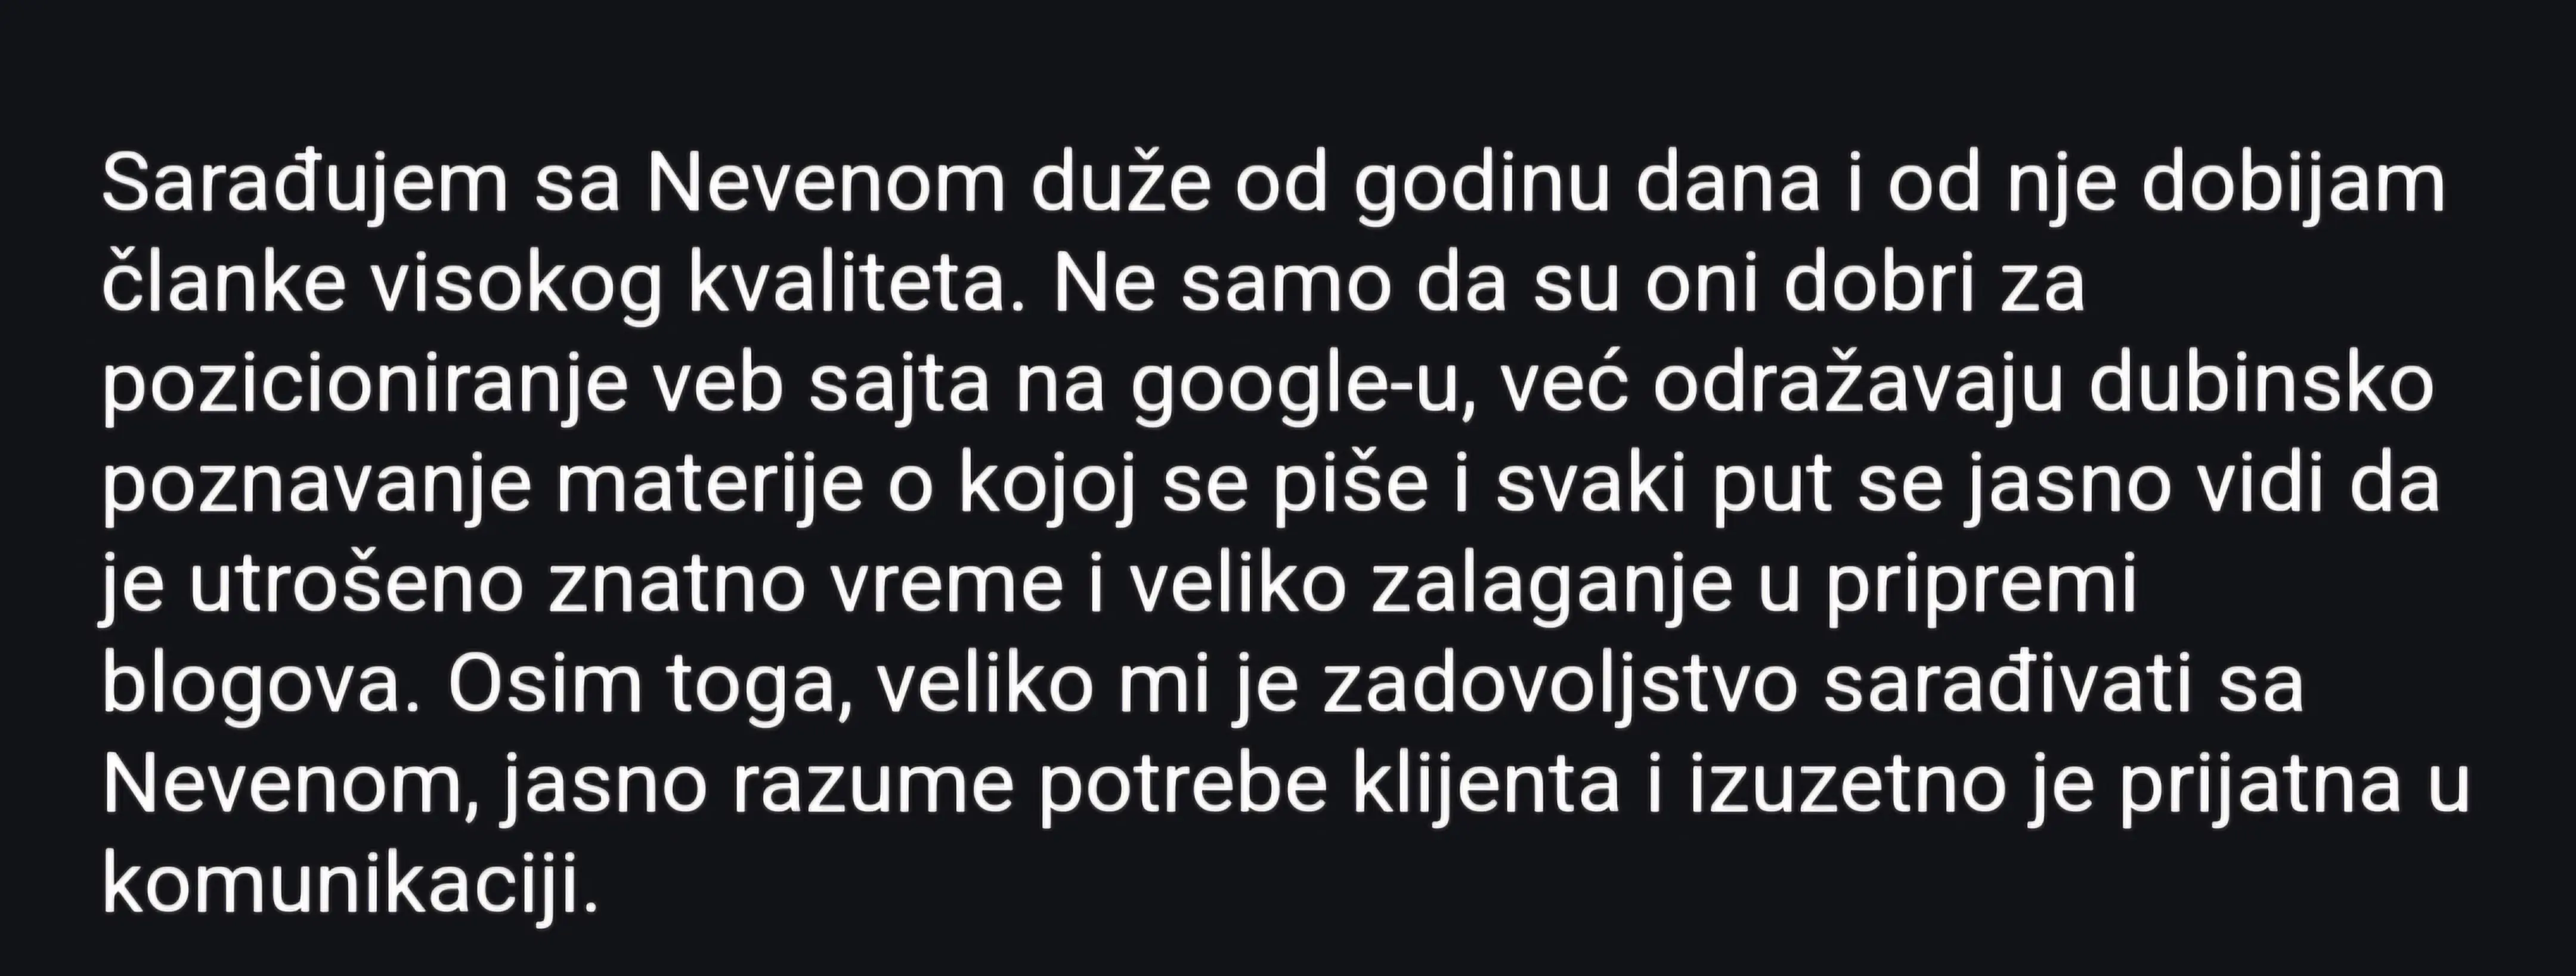 Sarađujem sa Nevenom duže od godinu dana i od nje dobijam
članke visokog kvaliteta. Ne samo da su oni dobri za
pozicioniranje veb sajta na google-u, već odražavaju dubinsko
poznavanje materije o kojoj se piše i svaki put se jasno vidi da
je utrošeno znatno vreme i veliko zalaganje u pripremi
blogova. Osim toga, veliko mi je zadovoljstvo sarađivati sa
Nevenom, jasno razume potrebe klijenta i izuzetno je prijatna u
komunikaciji.